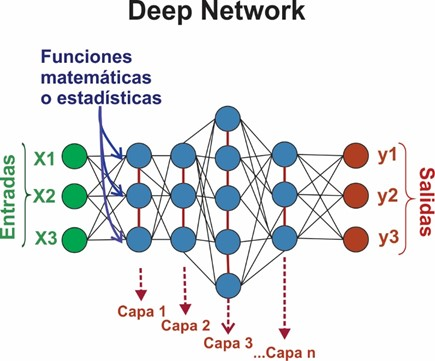 Deep Network
Funciones
matemáticas
o estadísticas
Entradas
X1
X2
X3
y1
y2
y3
Salidas
Capa 1
Capa 2
Capa 3
...Capa n